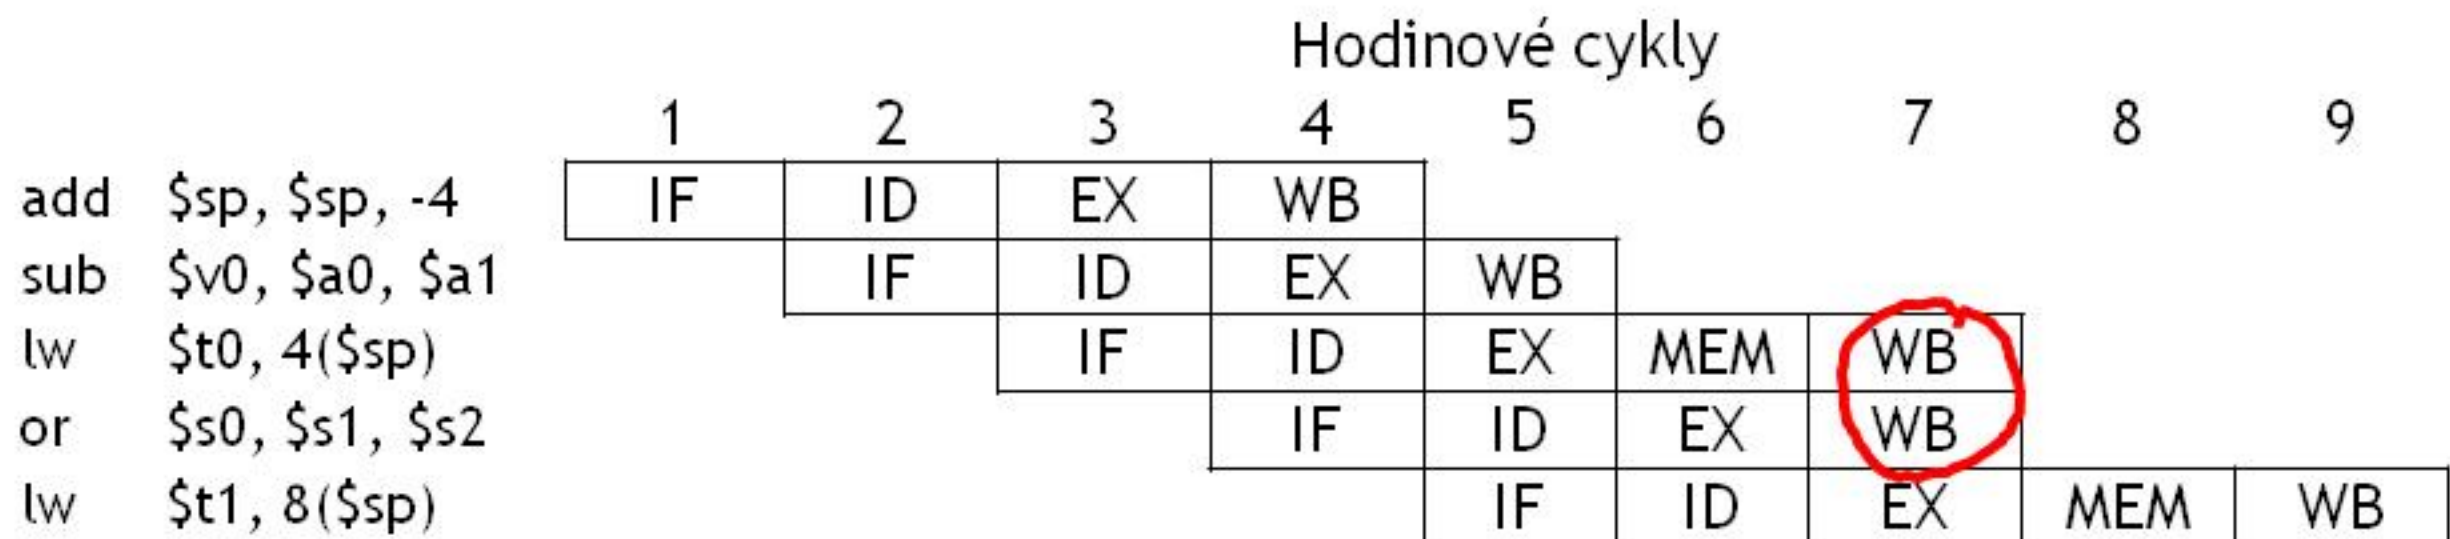 Hodinové cykly
1 2 3 4 5 6 7 8 9
add $sp, $sp, -4 IF ID EX WB
sub $v0, $a0, $a1 IF ID EX WB
lw $t0, 4($sp) IF ID EX MEM WB
or $s0, $s1, $s2 IF ID EX WB
lw $t1, 8($sp) IF ID EX MEM WB